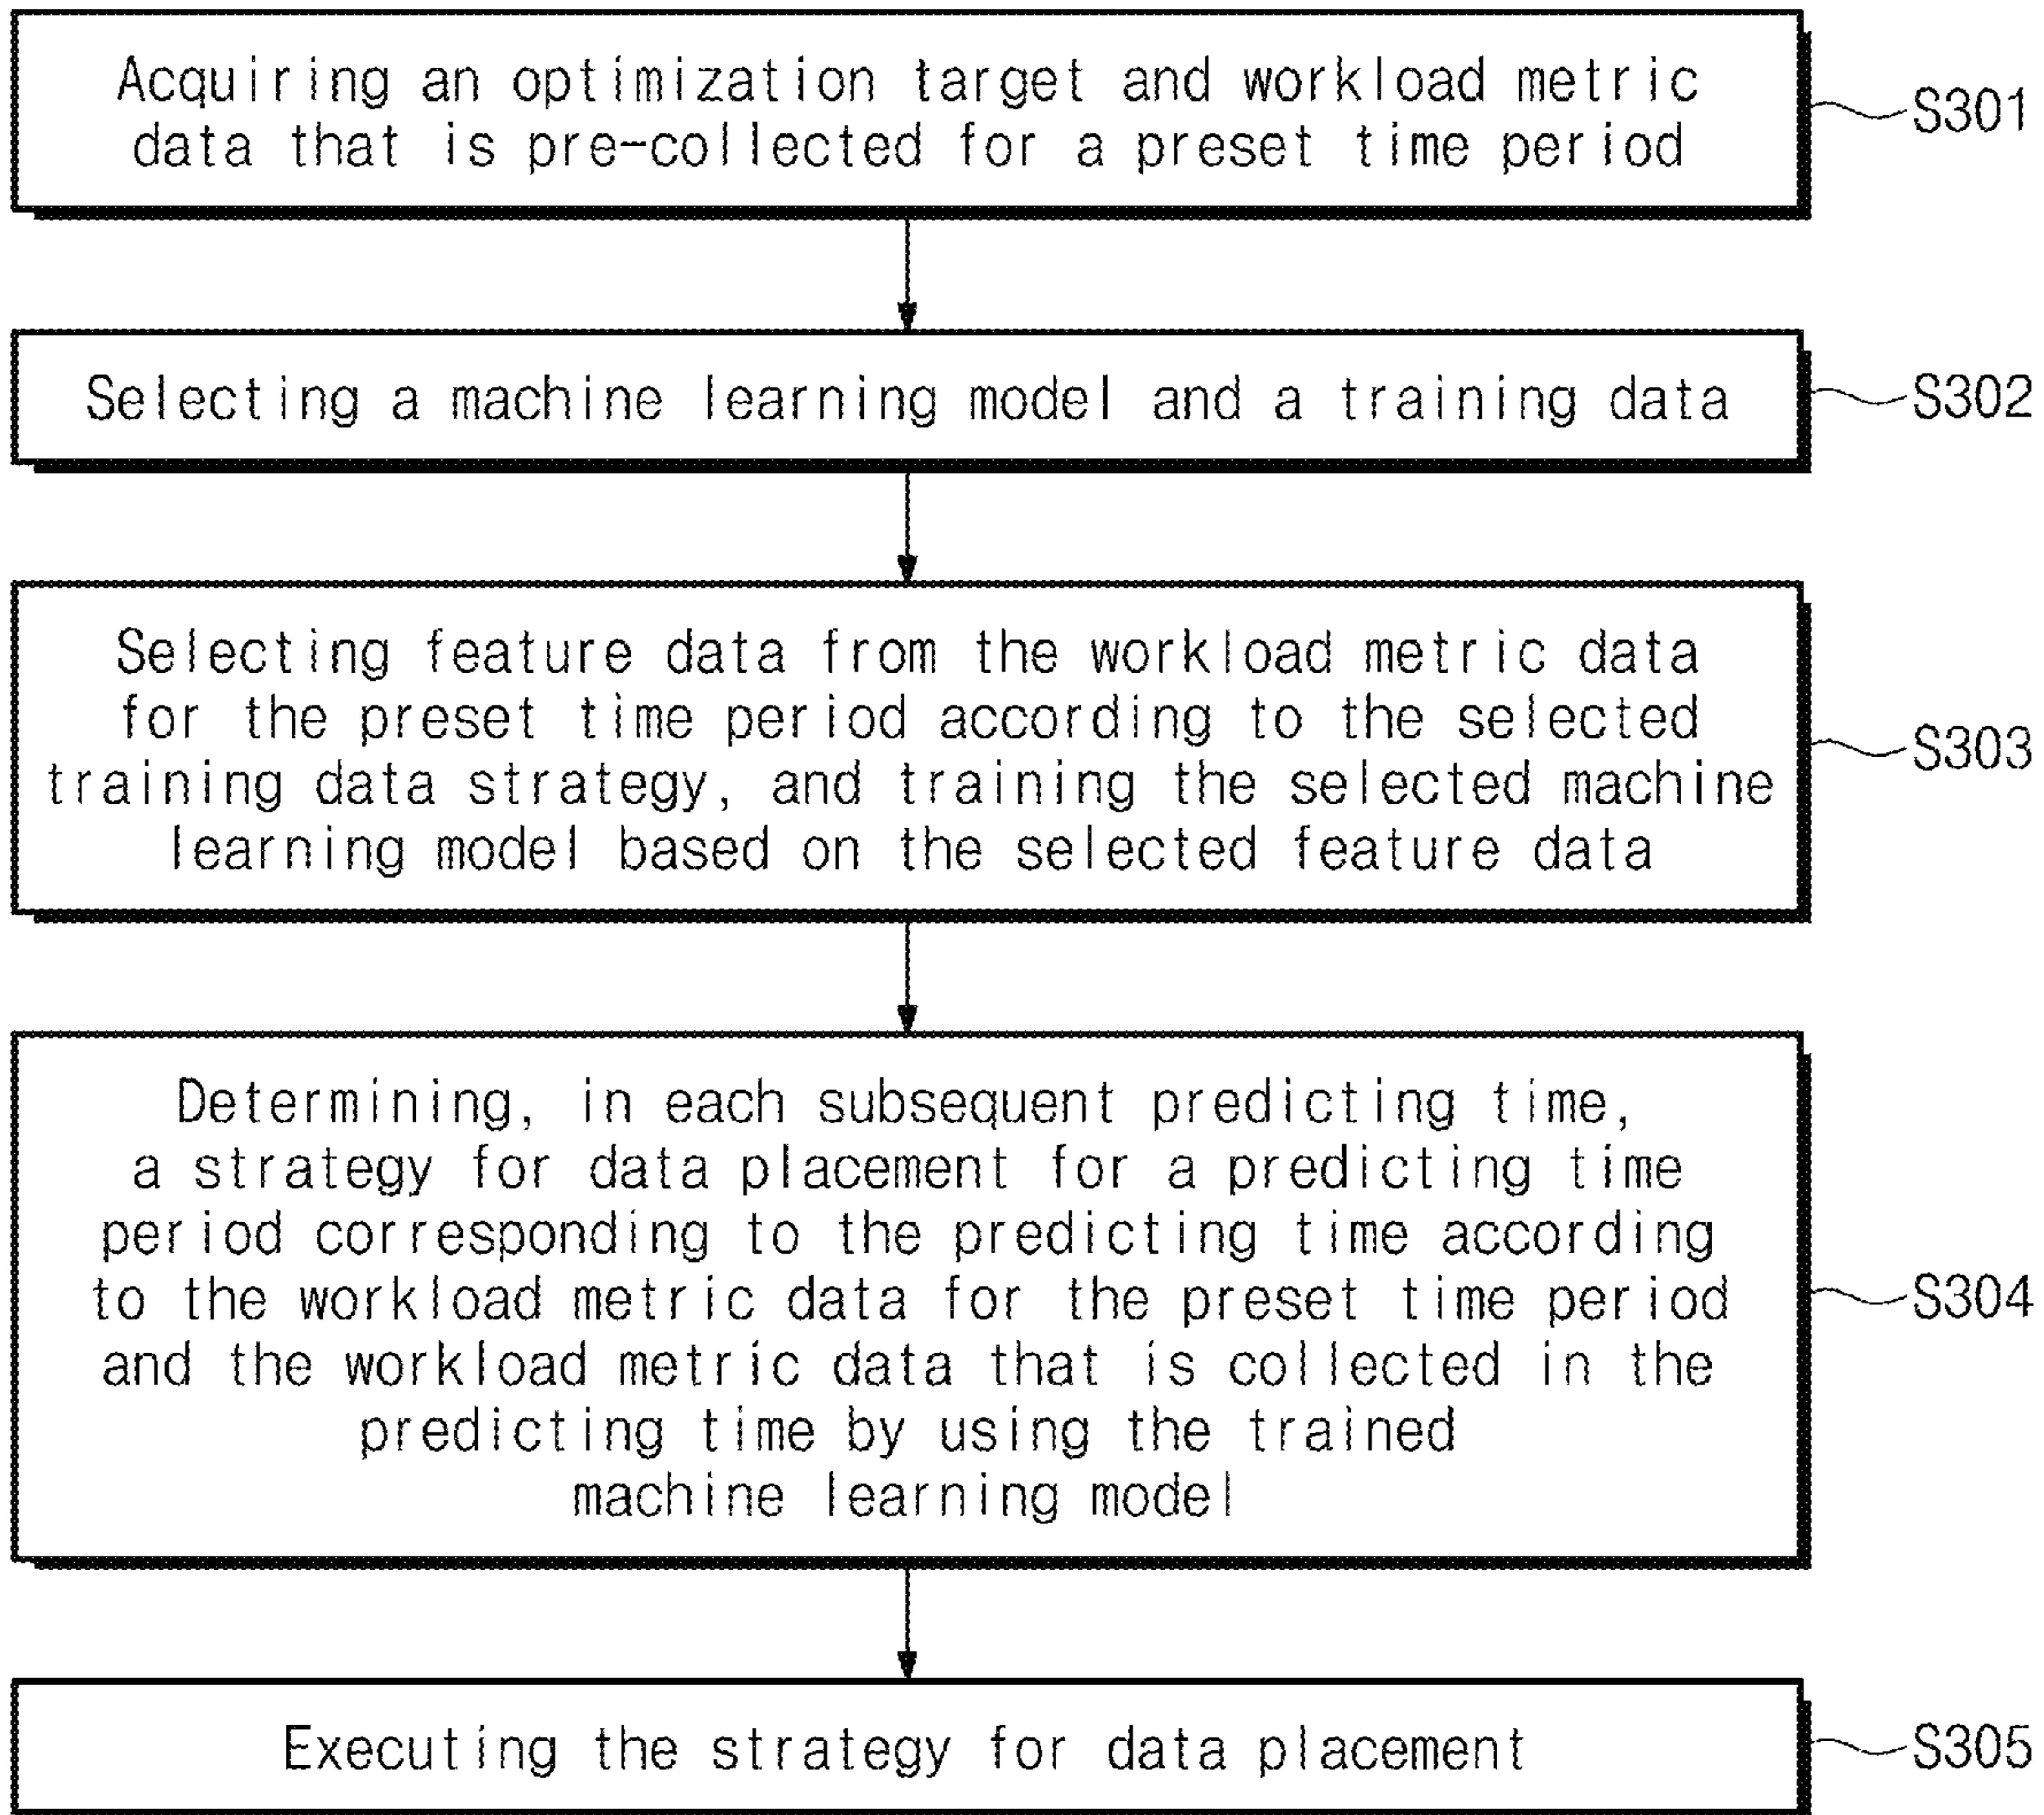 Acquiring an optimization target and workload metric
data that is pre-collected for a preset time period
S301
Selecting a machine learning model and a training data
S302
Selecting feature data from the workload metric data
for the preset time period according to the selected
training data strategy, and training the selected machine
learning model based on the selected feature data
S303
Determining, in each subsequent predicting time,
a strategy for data placement for a predicting time
period corresponding to the predicting time according
to the workload metric data for the preset time period
and the workload metric data that is collected in the
predicting time by using the trained
machine learning model
S304
Executing the strategy for data placement
S305